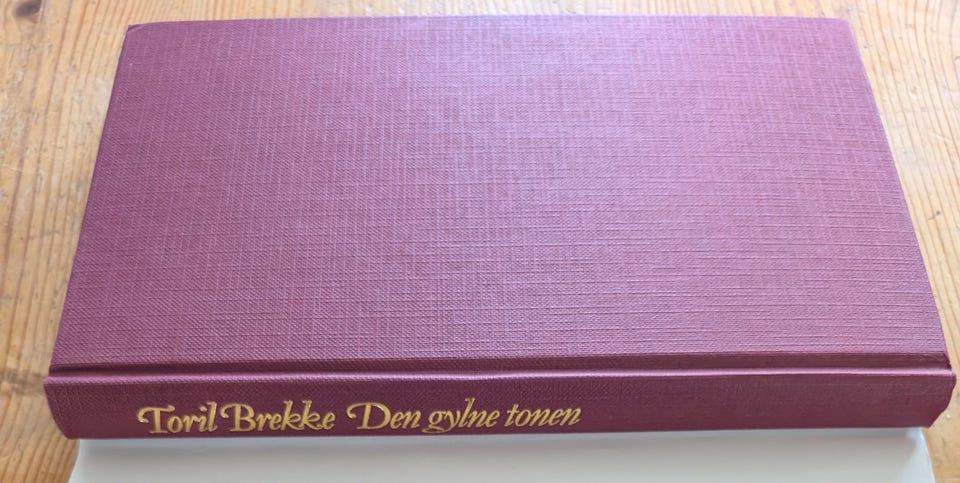 Toril Brekke Den gylne tonen